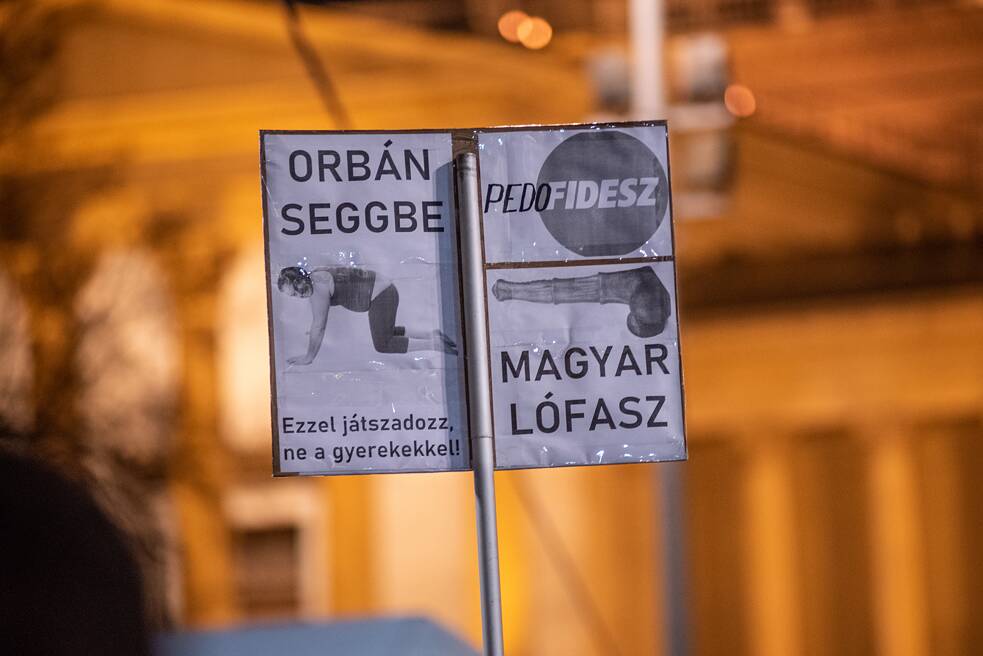 ORBÁN
SEGGBE
Ezzel játszadozz,
ne a gyerekekkel!
PEDOFIDESZ
MAGYAR
LÓFASZ